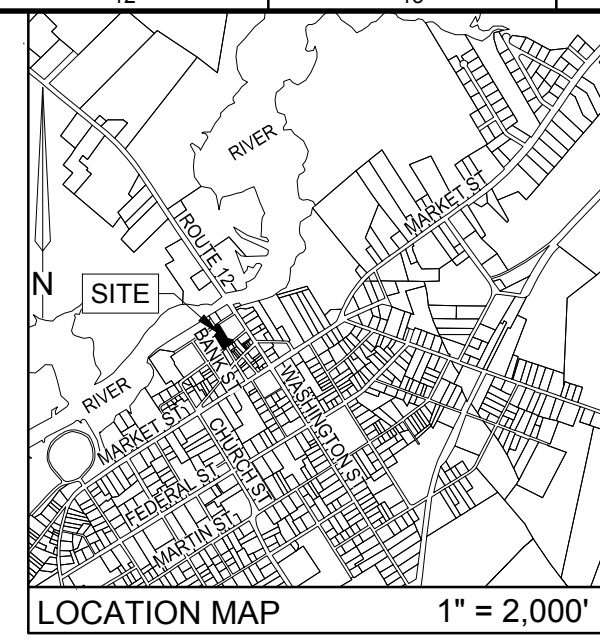 RIVER
MARKET ST
ROUTE 12
N
SITE
BANK ST
RIVER
WASHINGTON ST
MARKET ST
CHURCH ST
FEDERAL ST
MARTIN ST
LOCATION MAP 1" = 2,000'